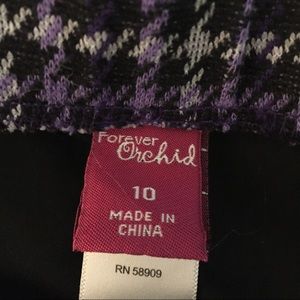 Forever
Orchid
10
MADE IN
CHINA
RN 58909